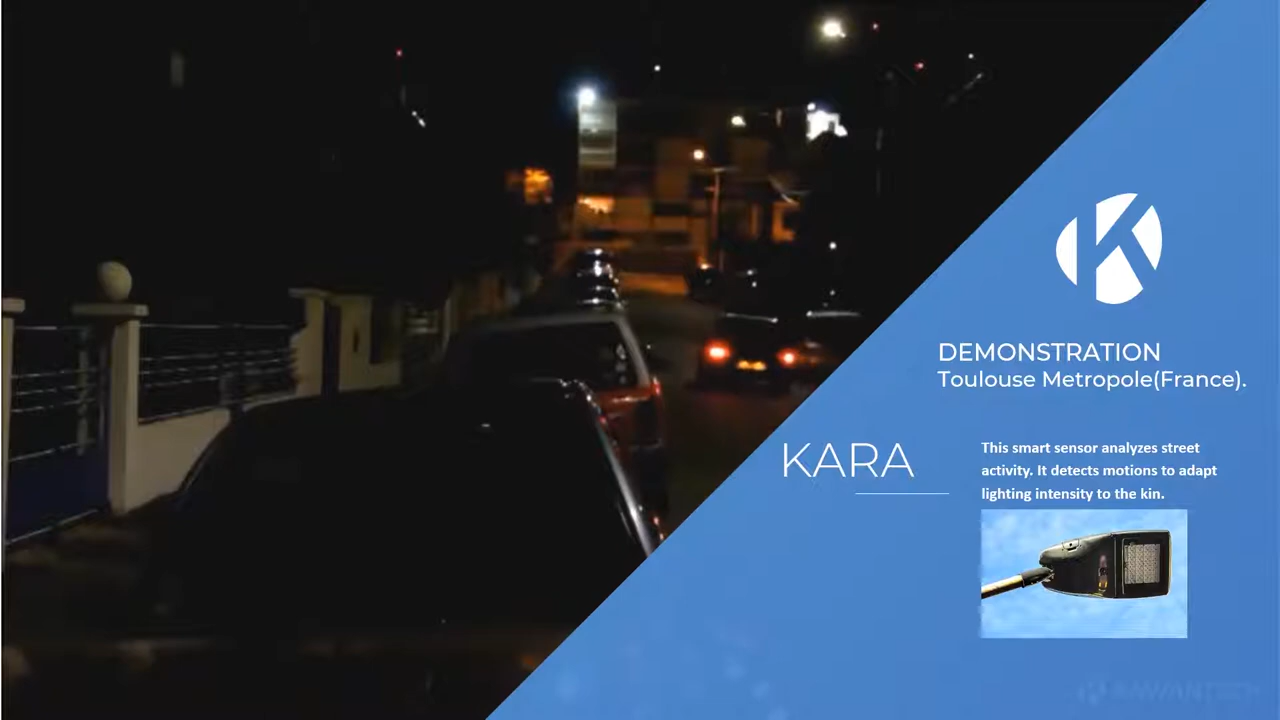 DEMONSTRATION
Toulouse Metropole(France).
KARA
This smart sensor analyzes street
activity. It detects motions to adapt
lighting intensity to the kin.